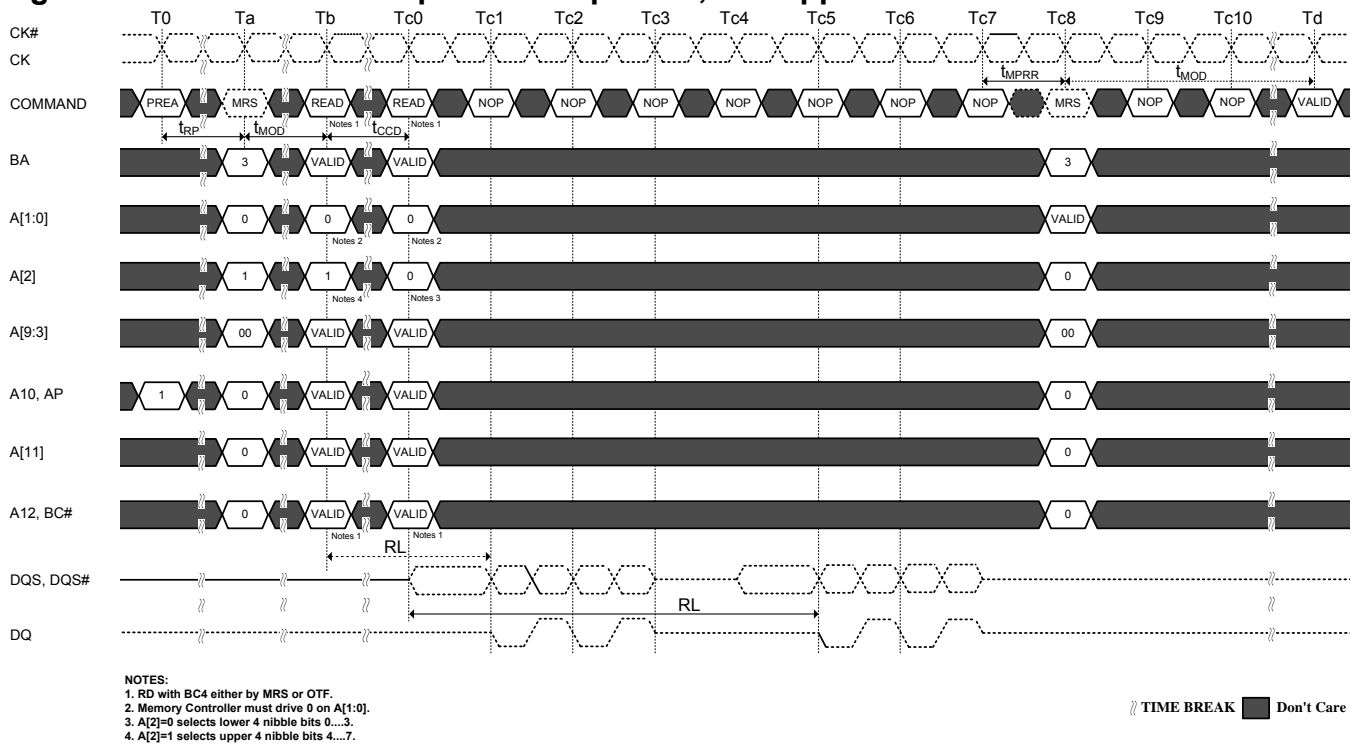 T0 Ta Tb Tc0 Tc1 Tc2 Tc3 Tc4 Tc5 Tc6 Tc7 Tc8 Tc9 Tc10 Td
CK#
CK
tMPRR tMOD
COMMAND PREA MRS READ READ NOP NOP NOP NOP NOP NOP NOP MRS NOP NOP VALID
Notes 1 Notes 1
tRP tMOD tCCD
BA 3 VALID VALID 3
A[1:0] 0 0 0 VALID
Notes 2 Notes 2
A[2] 1 1 0 0
Notes 4 Notes 3
A[9:3] 00 VALID VALID 00
A10, AP 1 0 VALID VALID 0
A[11] 0 VALID VALID 0
A12, BC# 0 VALID VALID 0
Notes 1 Notes 1
RL
DQS, DQS#
RL
DQ
NOTES:
1. RD with BC4 either by MRS or OTF.
2. Memory Controller must drive 0 on A[1:0].
3. A[2]=0 selects lower 4 nibble bits 0....3.
4. A[2]=1 selects upper 4 nibble bits 4....7.
TIME BREAK Don't Care